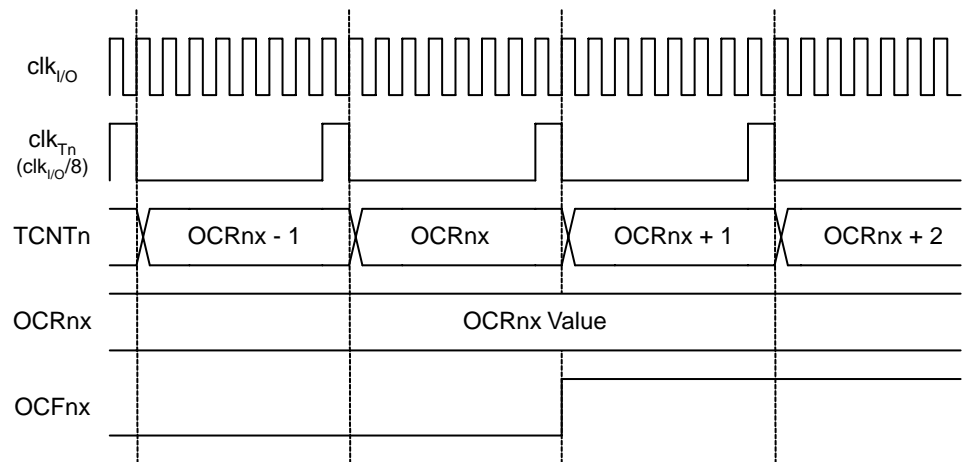 clkI/O
clkTn
(clkI/O/8)
TCNTn OCRnx - 1 OCRnx OCRnx + 1 OCRnx + 2
OCRnx OCRnx Value
OCFnx